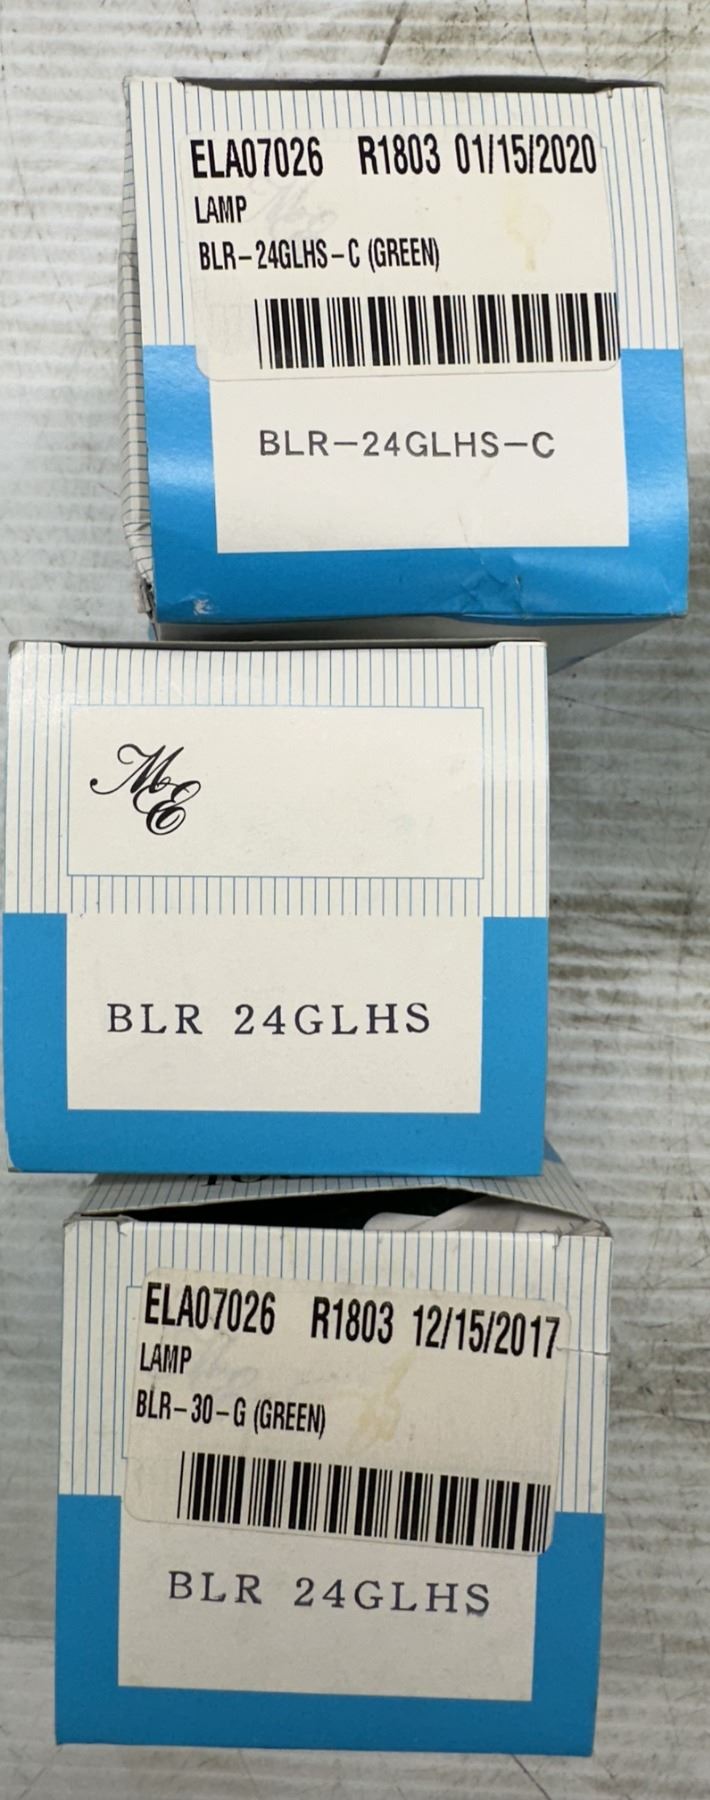 ELA07026 R1803 01/15/2020
LAMP
BLR-24GLHS-C (GREEN)
BLR-24GLHS-C
ME
BLR 24GLHS
ELA07026 R1803 12/15/2017
LAMP
BLR-30-G (GREEN)
BLR 24GLHS